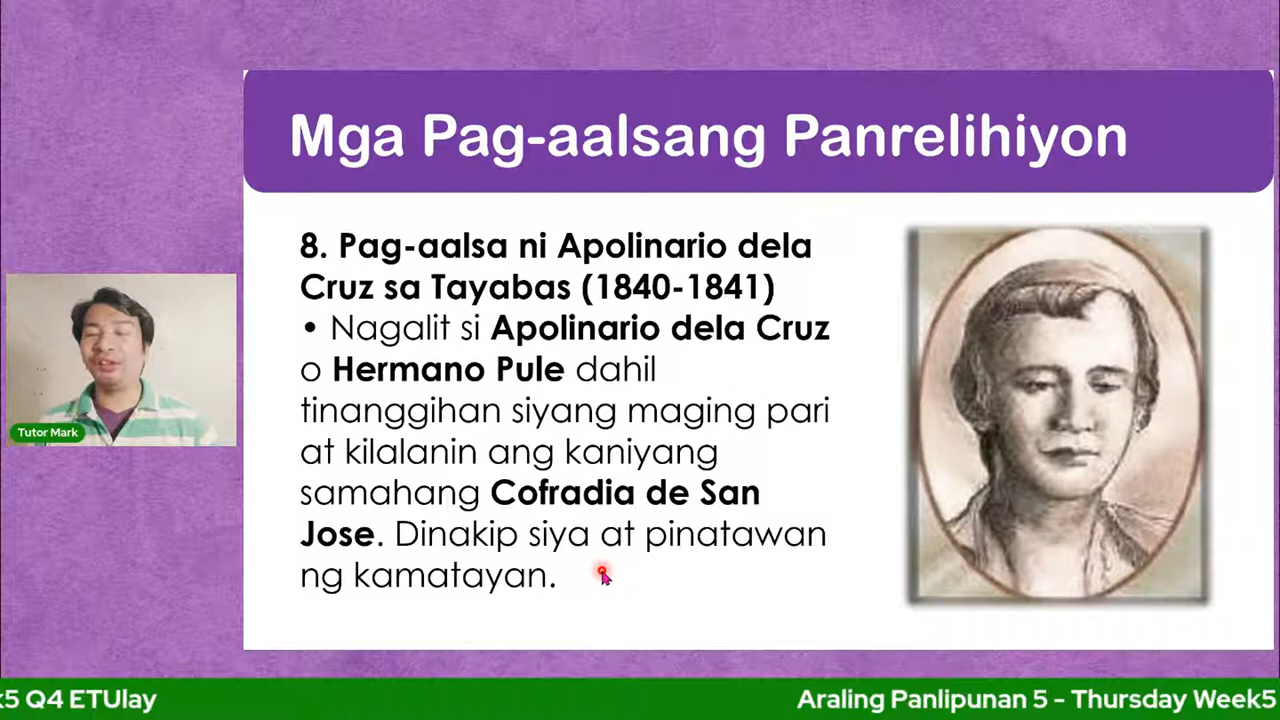 Mga Pag-aalsang Panrelihiyon
8. Pag-aalsa ni Apolinario dela
Cruz sa Tayabas (1840-1841)
• Nagalit si Apolinario dela Cruz
o Hermano Pule dahil
tinanggihan siyang maging pari
at kilalanin ang kaniyang
samahang Cofradia de San
Jose. Dinakip siya at pinatawan
ng kamatayan.
Tutor Mark
k5 Q4 ETUlay
Araling Panlipunan 5 - Thursday Week5